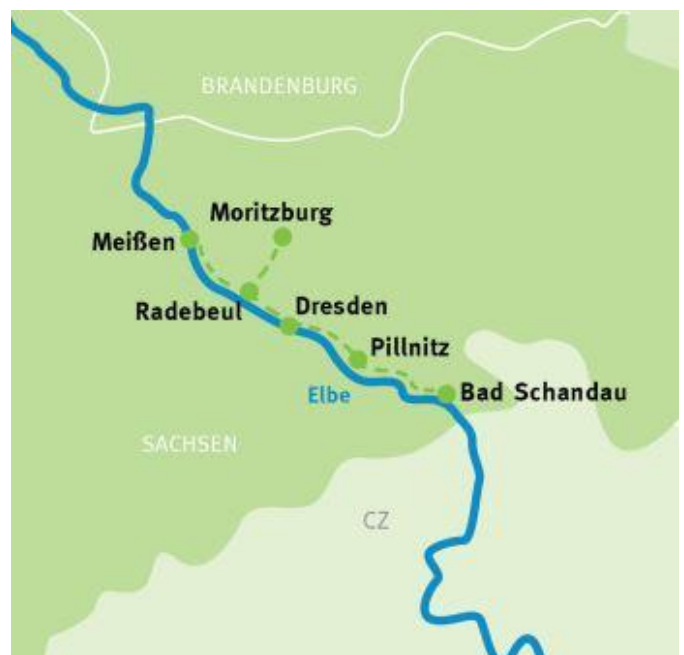 BRANDENBURG
Moritzburg
Meißen
Radebeul
Dresden
Pillnitz
Elbe
Bad Schandau
SACHSEN
CZ